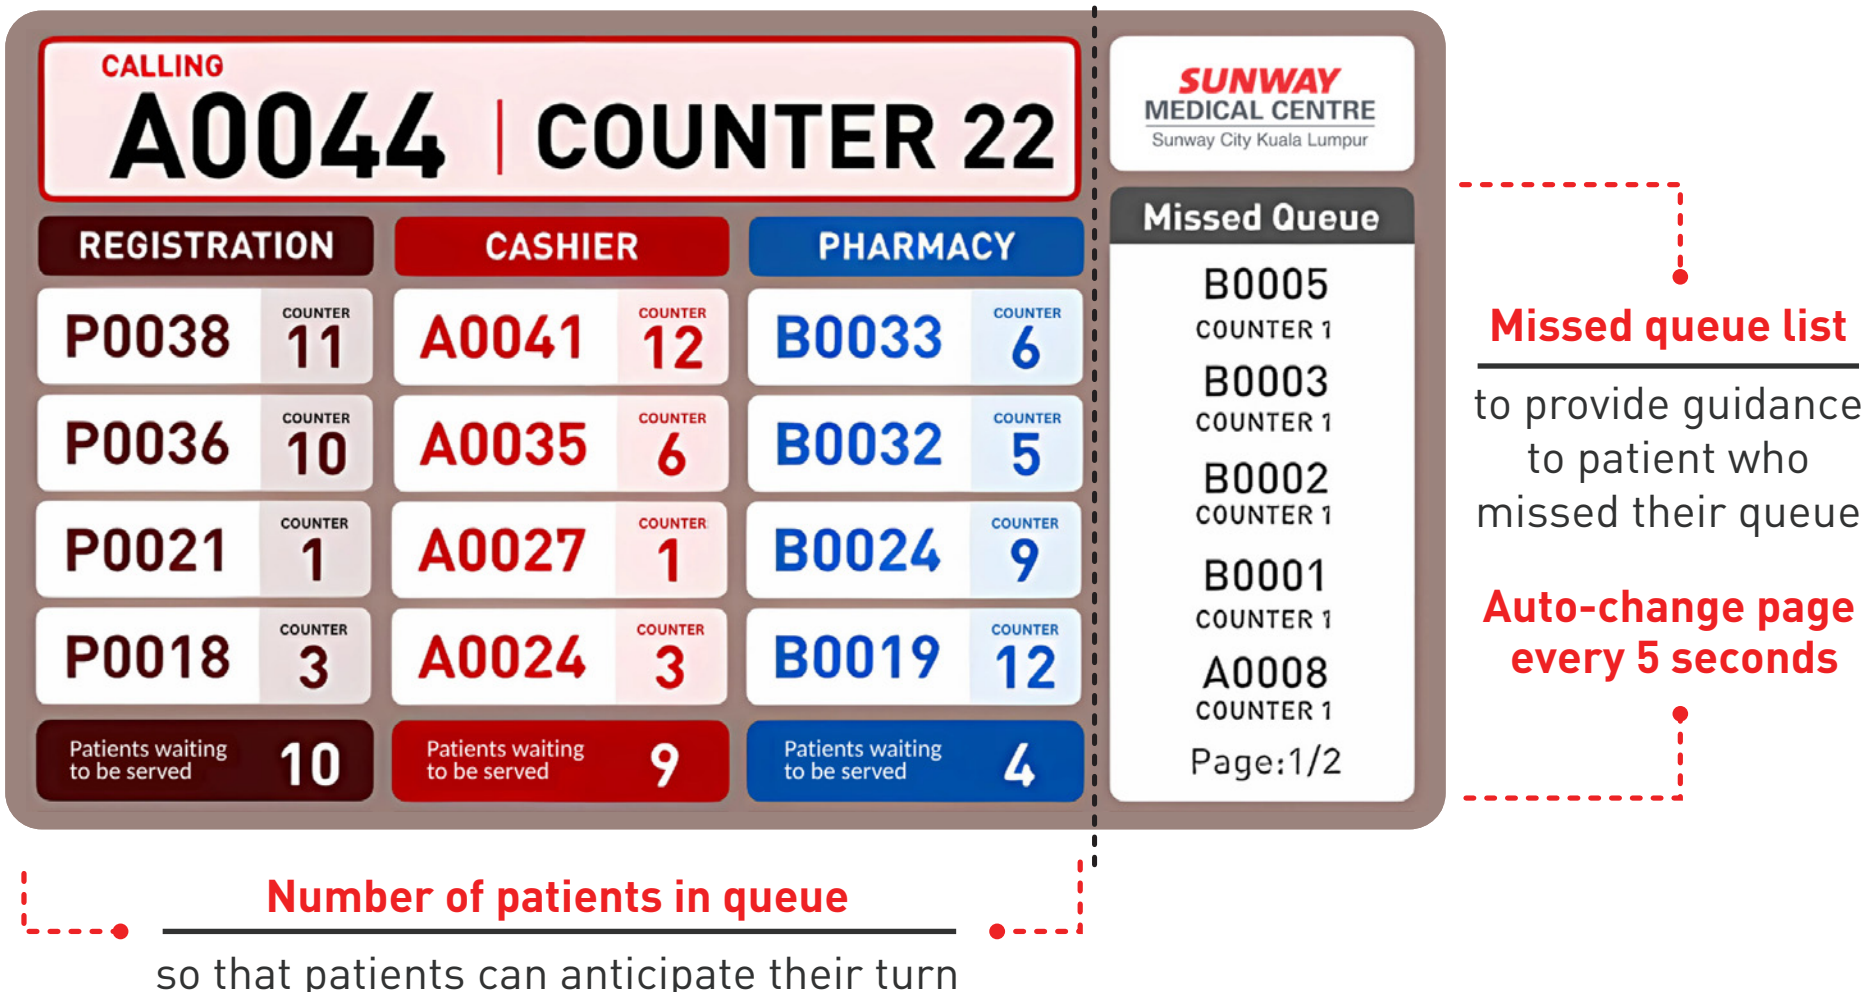 CALLING
A0044 | COUNTER 22
SUNWAY
MEDICAL CENTRE
Sunway City Kuala Lumpur
REGISTRATION
P0038 COUNTER 11
P0036 COUNTER 10
P0021 COUNTER 1
P0018 COUNTER 3
Patients waiting
to be served 10
CASHIER
A0041 COUNTER 12
A0035 COUNTER 6
A0027 COUNTER 1
A0024 COUNTER 3
Patients waiting
to be served 9
PHARMACY
B0033 COUNTER 6
B0032 COUNTER 5
B0024 COUNTER 9
B0019 COUNTER 12
Patients waiting
to be served 4
Missed Queue
B0005
COUNTER 1
B0003
COUNTER 1
B0002
COUNTER 1
B0001
COUNTER 1
A0008
COUNTER 1
Page:1/2
Missed queue list
to provide guidance
to patient who
missed their queue
Auto-change page
every 5 seconds
Number of patients in queue
so that patients can anticipate their turn